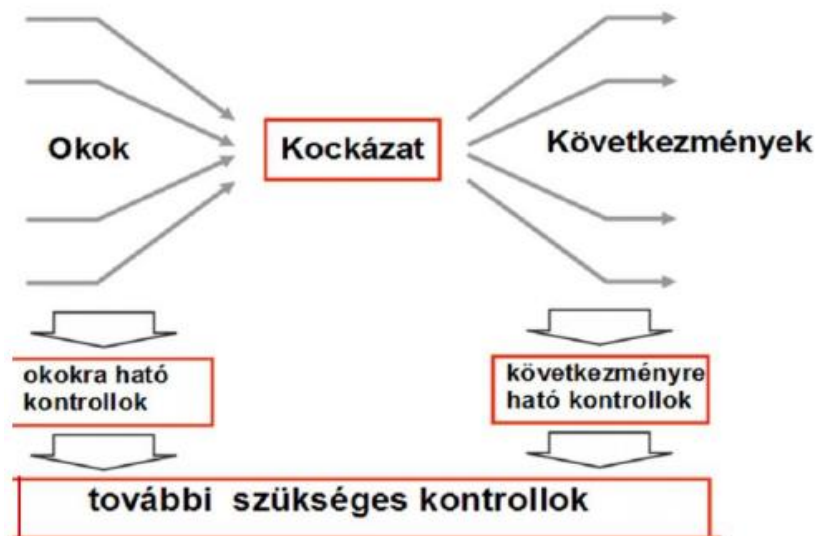 Okok
Kockázat
Következmények
okokra ható
kontrollok
következményre
ható kontrollok
további szükséges kontrollok